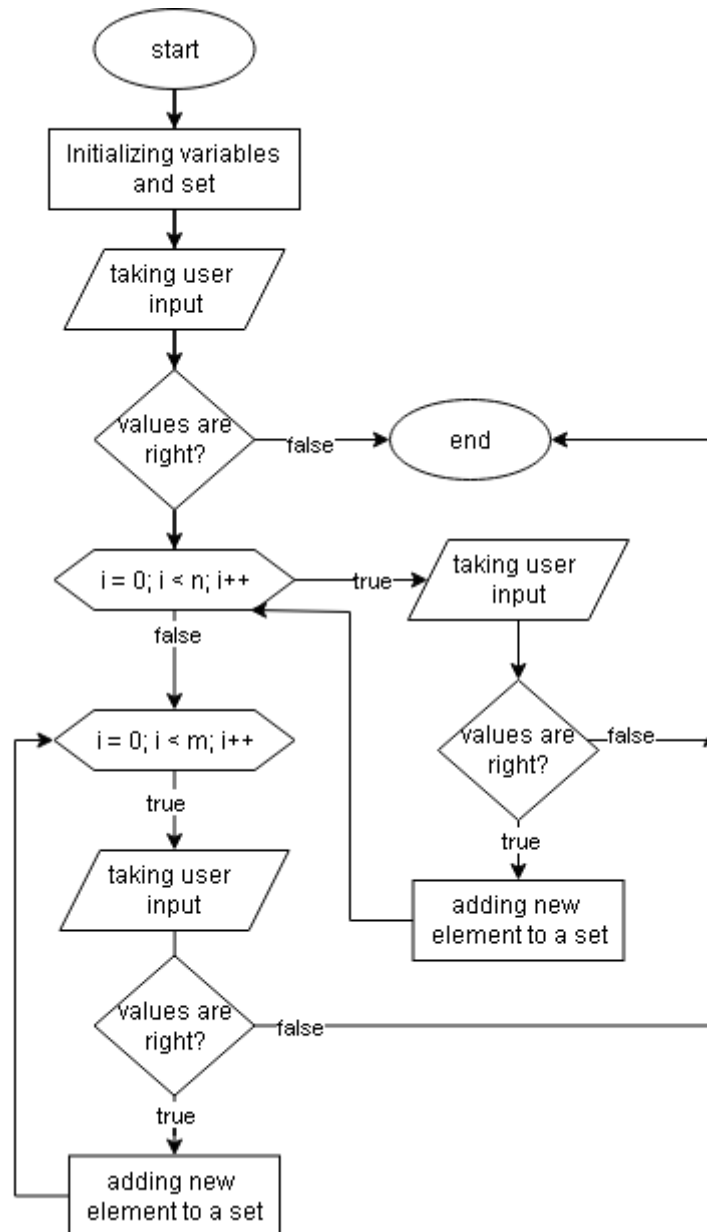 start
Initializing variables
and set
taking user
input
values are
right?
false
end
i = 0; i < n; i++
true
taking user
input
false
values are
right?
false
i = 0; i < m; i++
true
true
taking user
input
adding new
element to a set
values are
right?
false
true
adding new
element to a set